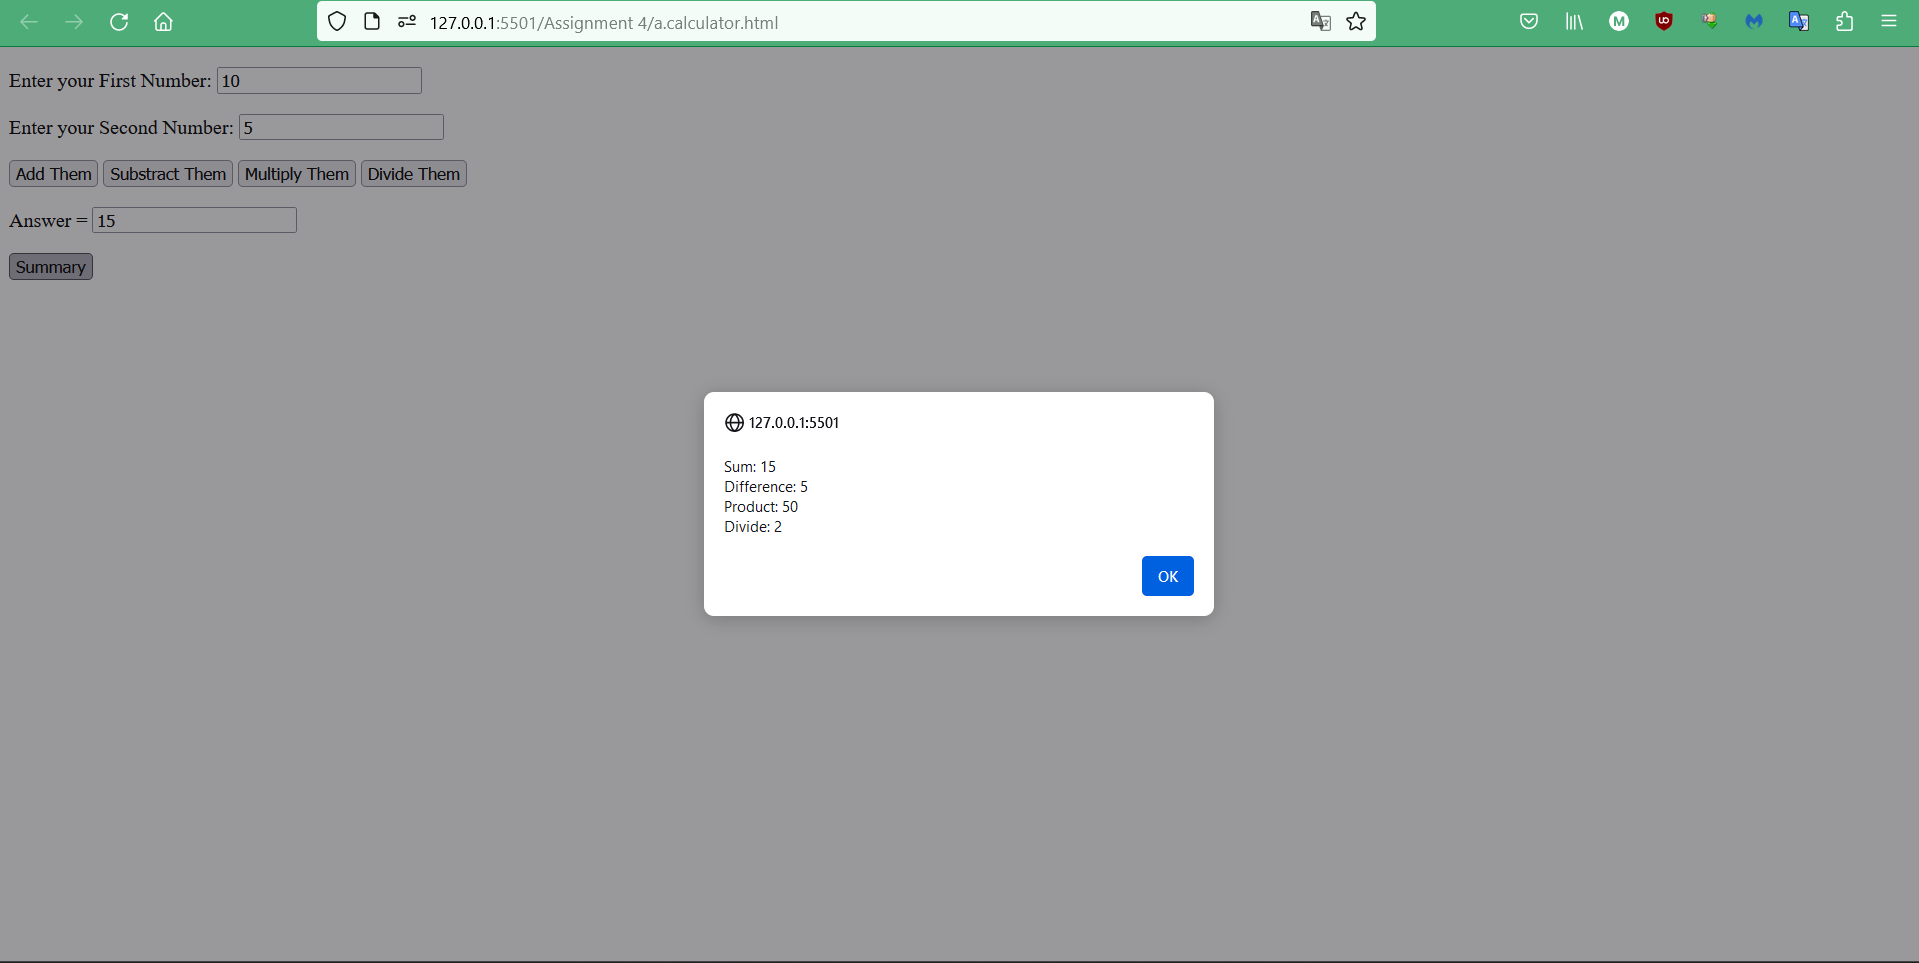 127.0.0.1:5501/Assignment 4/a.calculator.html
Enter your First Number: 10
Enter your Second Number: 5
Add Them Substract Them Multiply Them Divide Them
Answer = 15
Summary
127.0.0.1:5501
Sum: 15
Difference: 5
Product: 50
Divide: 2
OK